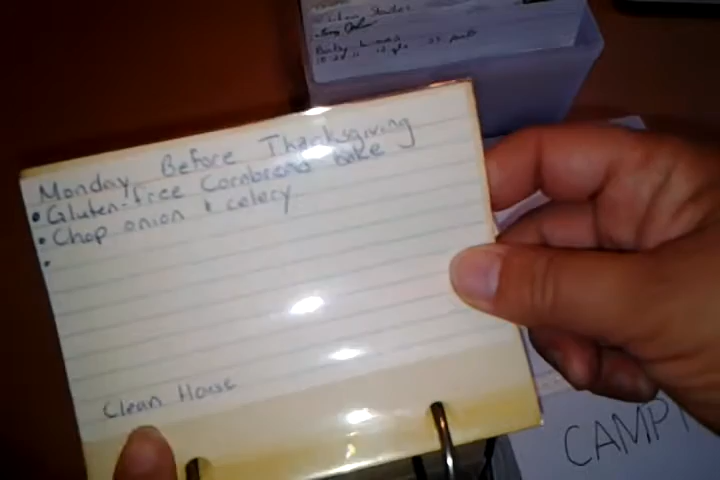 Monday Before Thanksgiving
• Gluten-free Cornbread bake
• Chop onion & celery
•
Clean House
CAMP